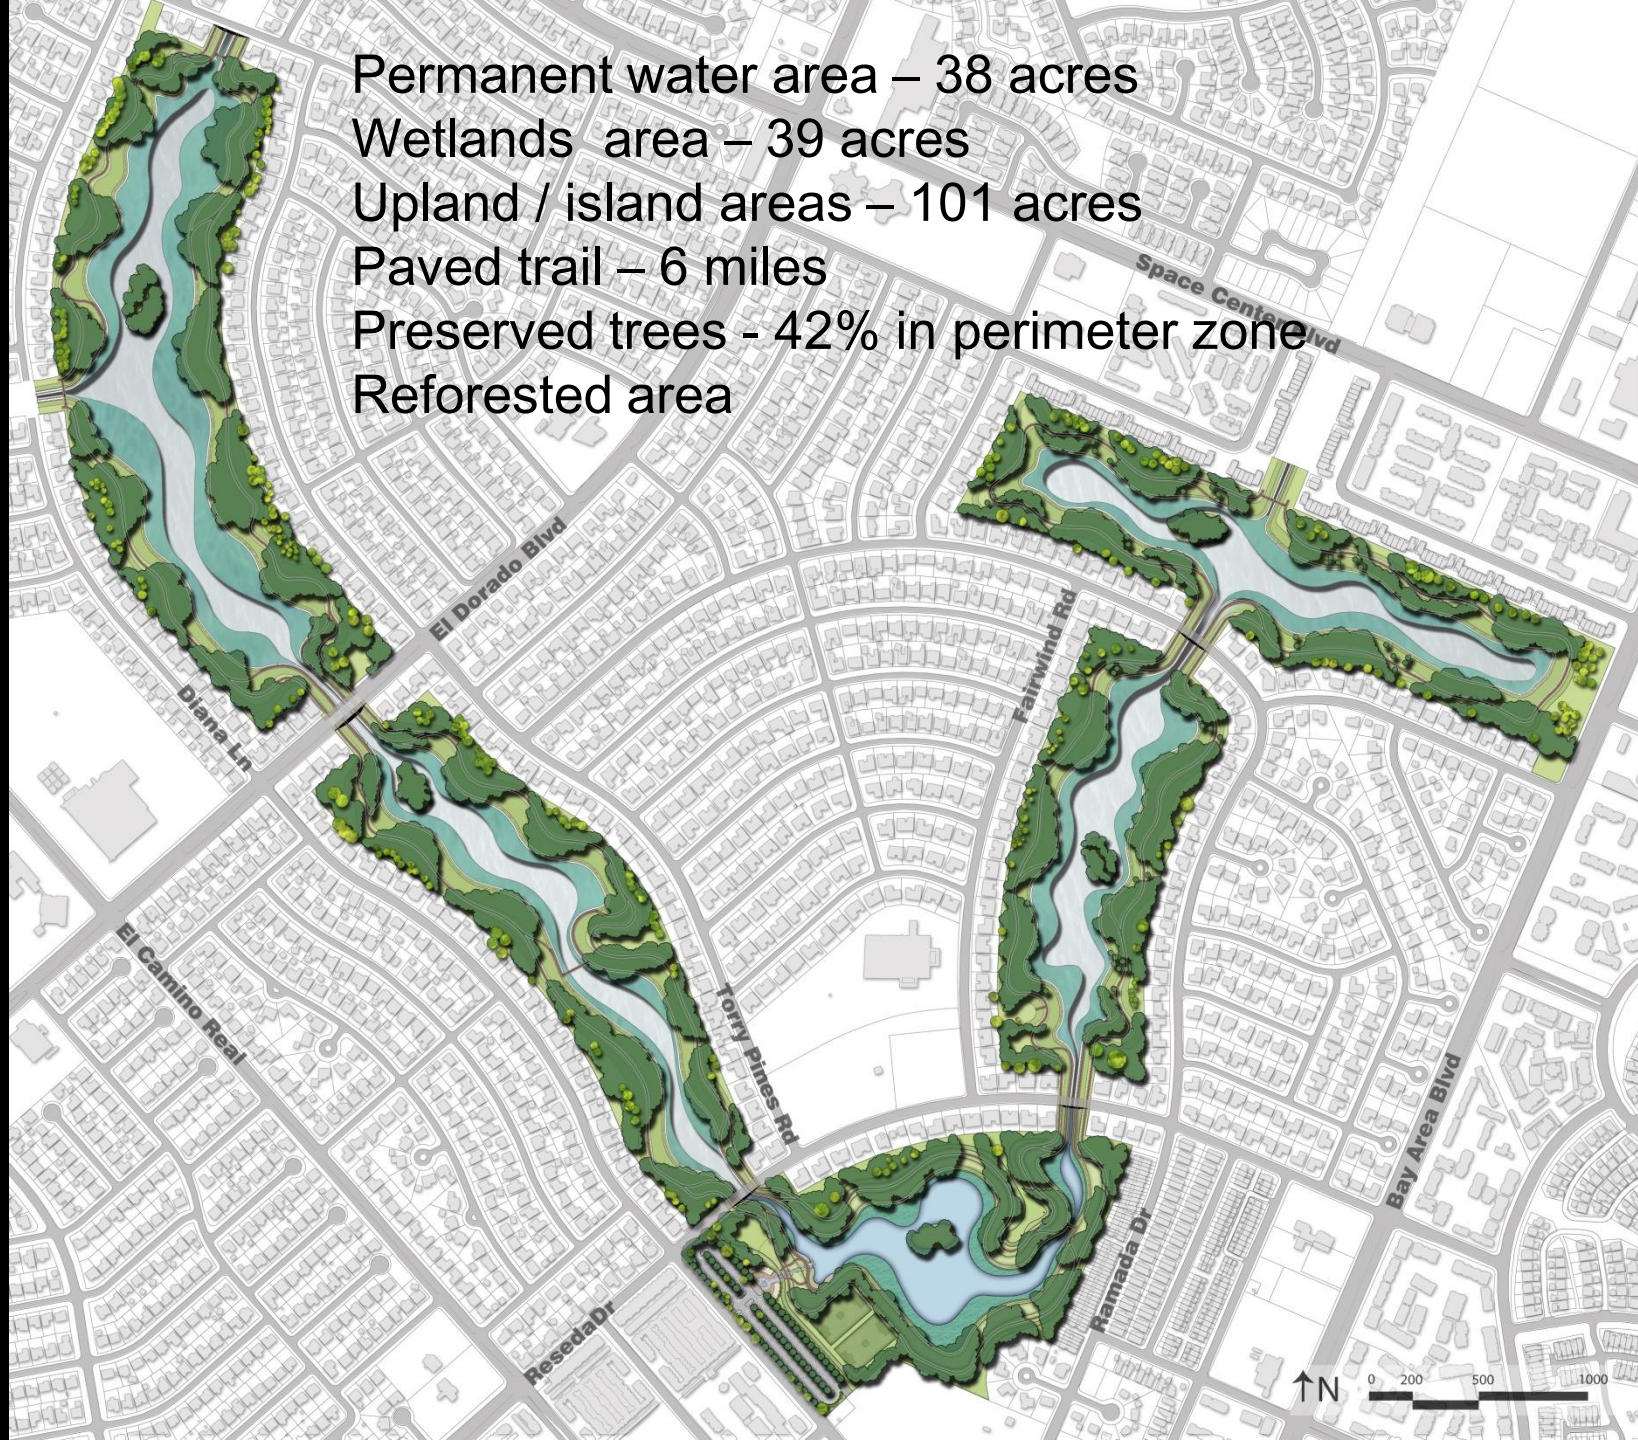 Permanent water area – 38 acres
Wetlands  area – 39 acres
Upland / island areas – 101 acres
Paved trail – 6 miles
Preserved trees - 42% in perimeter zone
Reforested area
Space Center Blvd
El Dorado Blvd
Fairwind Rd
Diana Ln
El Camino Real
Torry Pines Rd
Bay Area Blvd
Ramada Dr
ResedaDr
↑N
0 200 500 1000